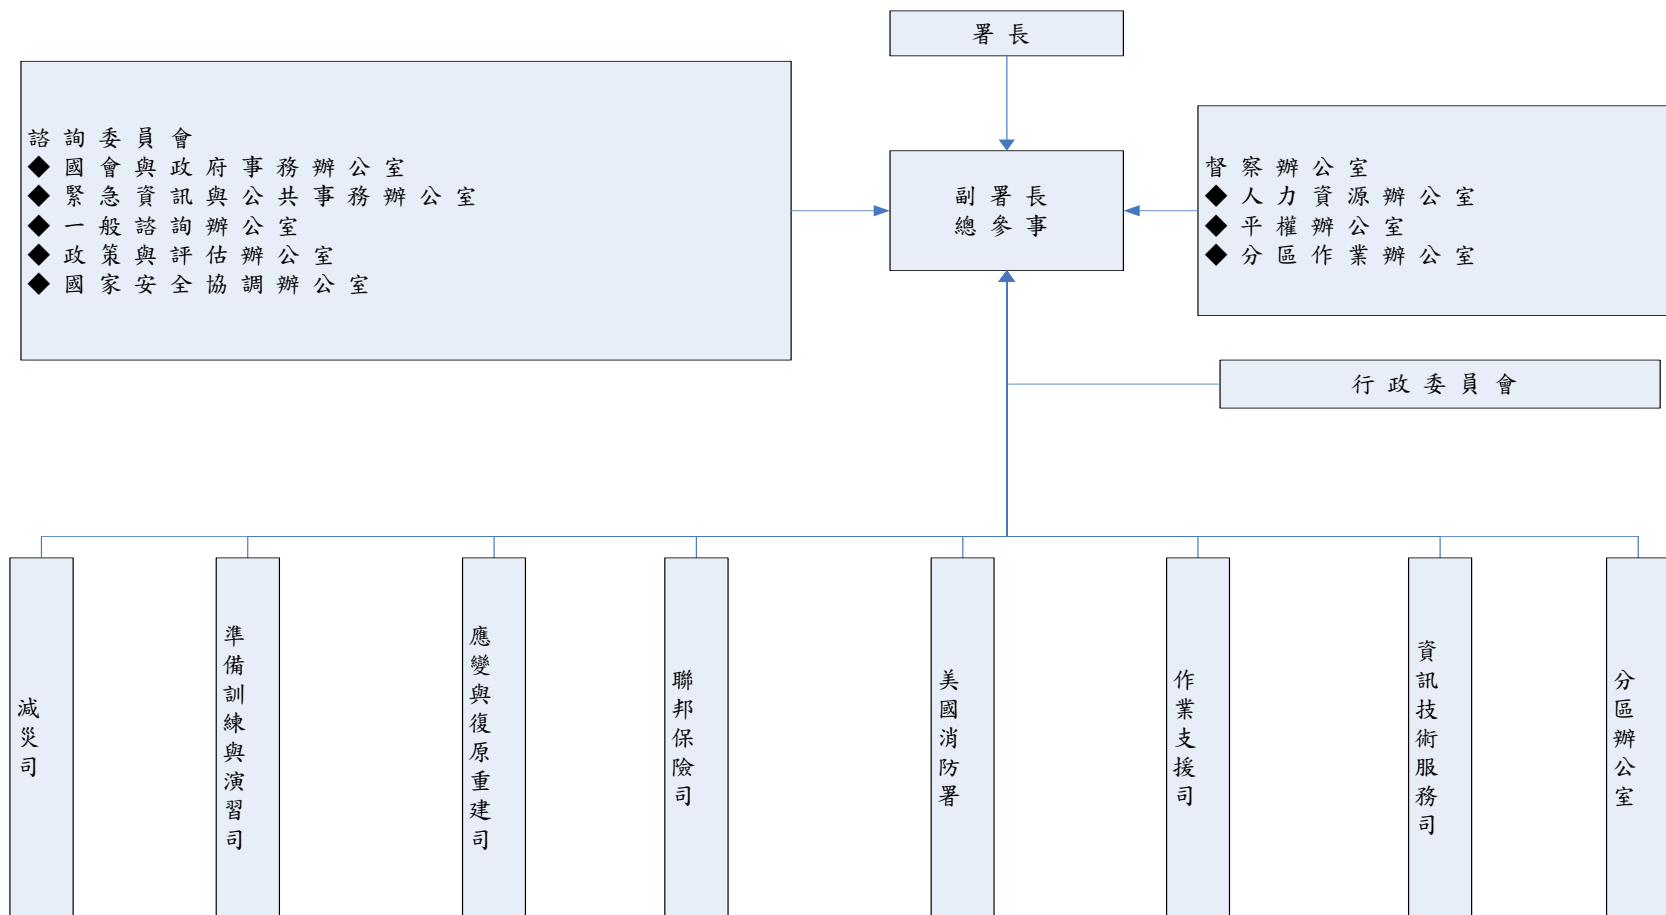 署長
諮詢委員會
◆ 國會與政府事務辦公室
◆ 緊急資訊與公共事務辦公室
◆ 一般諮詢辦公室
◆ 政策與評估辦公室
◆ 國家安全協調辦公室
副署長
總參事
督察辦公室
◆ 人力資源辦公室
◆ 平權辦公室
◆ 分區作業辦公室
行政委員會
減災司
準備訓練與演習司
應變與復原重建司
聯邦保險司
美國消防署
作業支援司
資訊技術服務司
分區辦公室